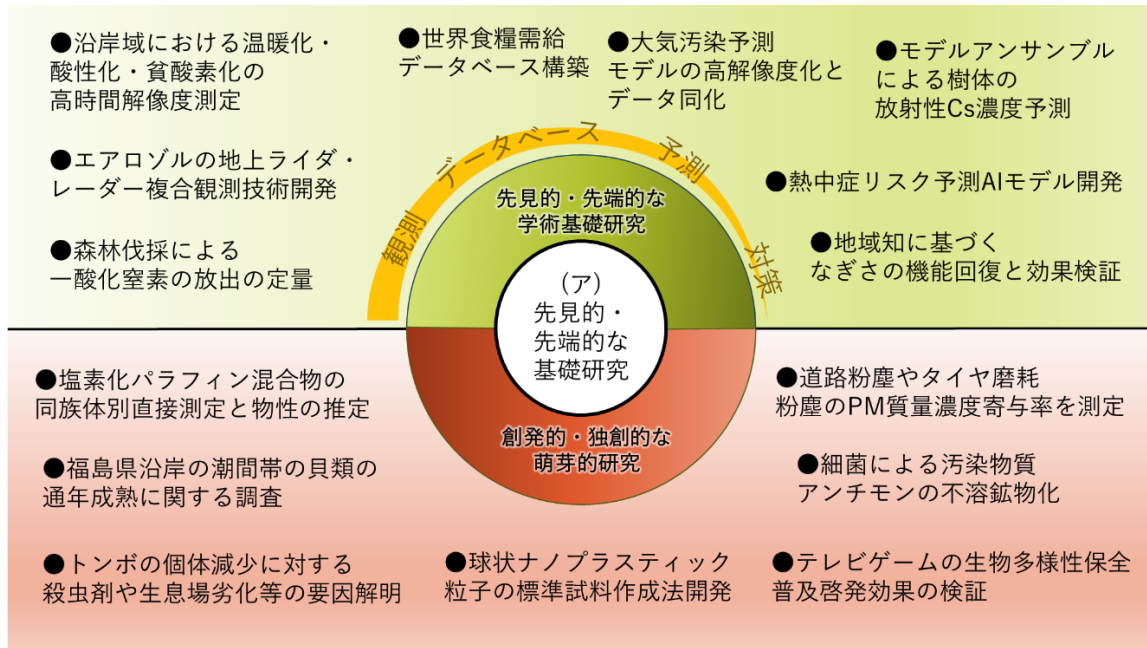 ●沿岸域における温暖化・
酸性化・貧酸素化の
高時間解像度測定
●世界食糧需給
データベース構築
●大気汚染予測
モデルの高解像度化と
データ同化
●モデルアンサンブル
による樹体の
放射性Cs濃度予測
●エアロゾルの地上ライダ・
レーダー複合観測技術開発
●熱中症リスク予測AIモデル開発
●森林伐採による
一酸化窒素の放出の定量
●地域知に基づく
なぎさの機能回復と効果検証
観測
データベース
予測
対策
先見的・先端的な
学術基礎研究
（ア）
先見的・
先端的な
基礎研究
創発的・独創的な
萌芽的研究
●塩素化パラフィン混合物の
同族体別直接測定と物性の推定
●道路粉塵やタイヤ磨耗
粉塵のPM質量濃度寄与率を測定
●福島県沿岸の潮間帯の貝類の
通年成熟に関する調査
●細菌による汚染物質
アンチモンの不溶鉱物化
●トンボの個体減少に対する
殺虫剤や生息場劣化等の要因解明
●球状ナノプラスティック
粒子の標準試料作成法開発
●テレビゲームの生物多様性保全
普及啓発効果の検証